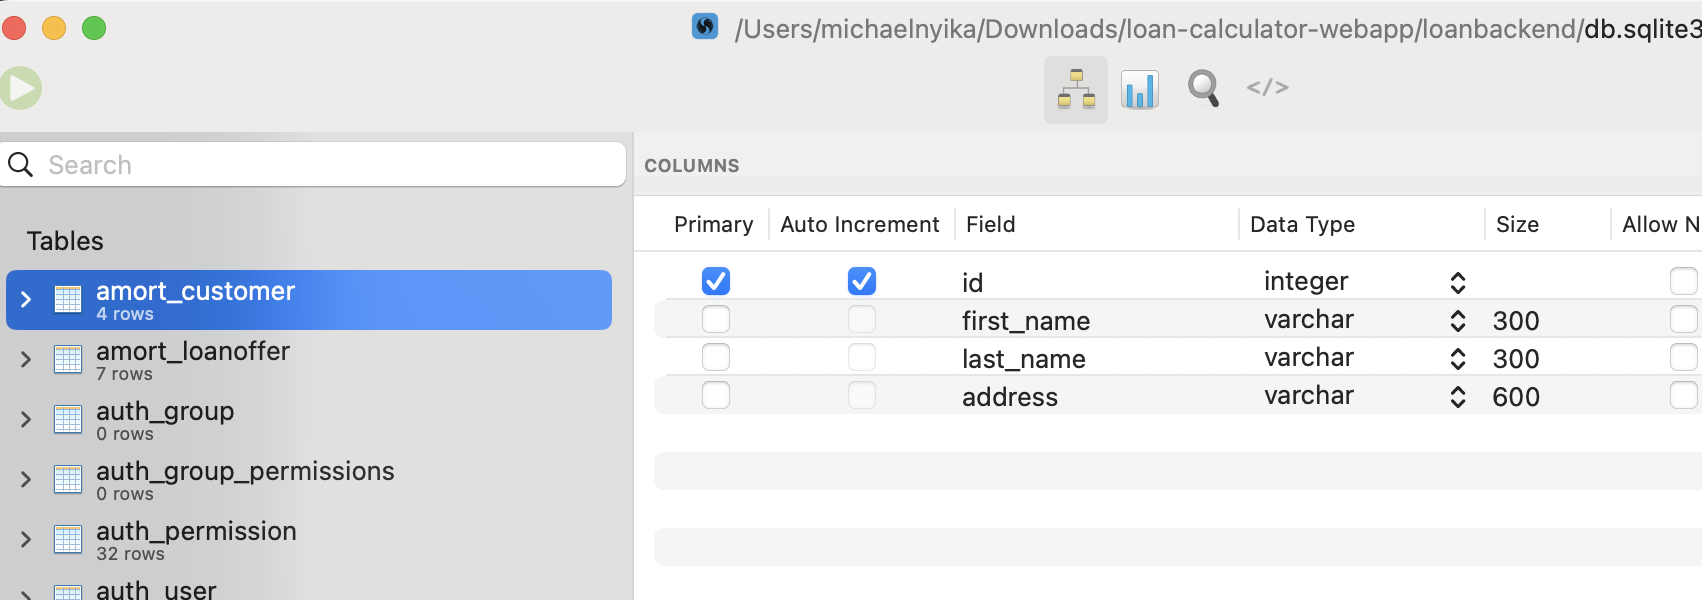 /Users/michaelnyika/Downloads/loan-calculator-webapp/loanbackend/db.sqlite3
</>
Search
COLUMNS
Primary Auto Increment Field Data Type Size Allow N
Tables
amort_customer
4 rows
amort_loanoffer
7 rows
auth_group
0 rows
auth_group_permissions
0 rows
auth_permission
32 rows
auth_user
id integer
first_name varchar 300
last_name varchar 300
address varchar 600